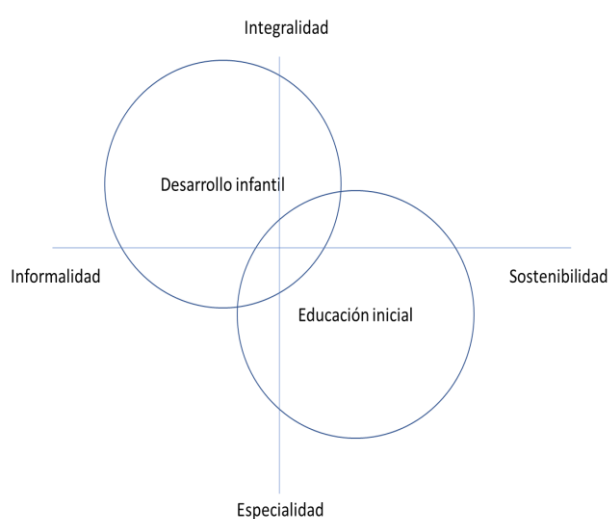 Integralidad
Desarrollo infantil
Informalidad
Sostenibilidad
Educación inicial
Especialidad